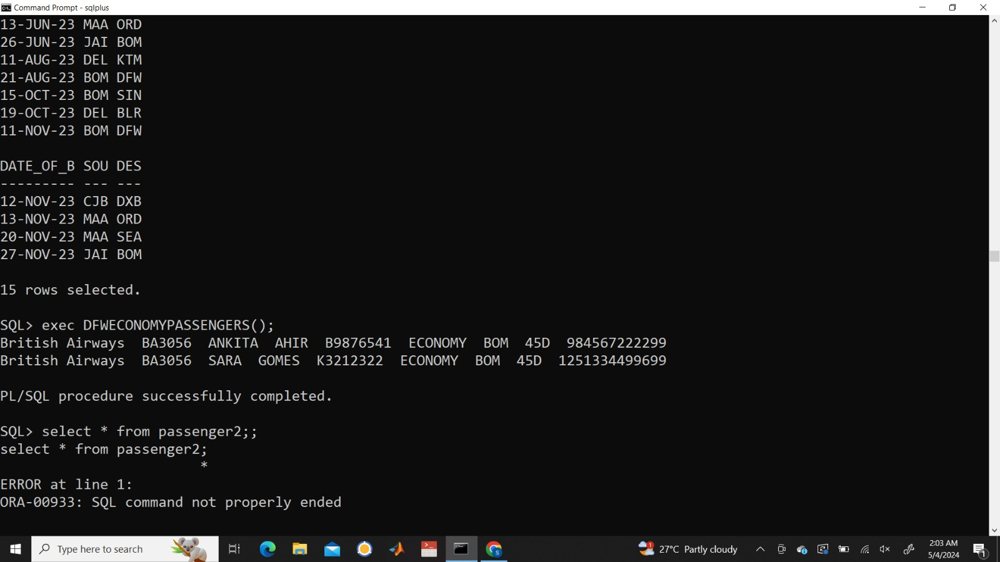 Command Prompt - sqlplus
13-JUN-23 MAA ORD
26-JUN-23 JAI BOM
11-AUG-23 DEL KTM
21-AUG-23 BOM DFW
15-OCT-23 BOM SIN
19-OCT-23 DEL BLR
11-NOV-23 BOM DFW
DATE_OF_B SOU DES
--------- --- ---
12-NOV-23 CJB DXB
13-NOV-23 MAA ORD
20-NOV-23 MAA SEA
27-NOV-23 JAI BOM
15 rows selected.
SQL> exec DFWECONOMYPASSENGERS();
British Airways  BA3056  ANKITA  AHIR  B9876541  ECONOMY  BOM  45D  984567222299
British Airways  BA3056  SARA  GOMES  K3212322  ECONOMY  BOM  45D  1251334499699
PL/SQL procedure successfully completed.
SQL> select * from passenger2;;
select * from passenger2;
*
ERROR at line 1:
ORA-00933: SQL command not properly ended
Type here to search
1
27°C Partly cloudy
2:03 AM
5/4/2024
1